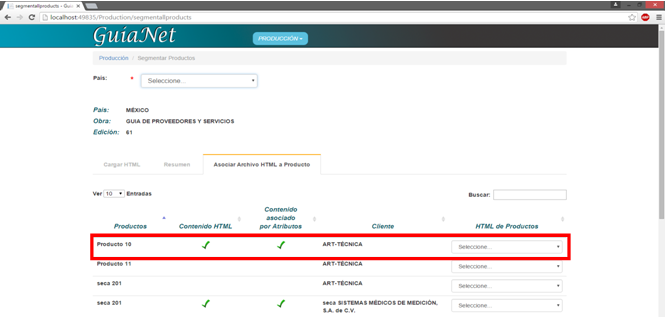 segmentallproducts - Guí
localhost:49835/Production/segmentallproducts
GuíaNet
PRODUCCIÓN
Producción / Segmentar Productos
País: * Seleccione...
País: MÉXICO
Obra: GUIA DE PROVEEDORES Y SERVICIOS
Edición: 61
Cargar HTML Resumen Asociar Archivo HTML a Producto
Ver 10 Entradas Buscar:
Productos Contenido HTML Contenido asociado por Atributos Cliente HTML de Productos
Producto 10 ART-TÉCNICA Seleccione...
Producto 11 ART-TÉCNICA Seleccione...
seca 201 ART-TÉCNICA Seleccione...
seca 201 seca SISTEMAS MÉDICOS DE MEDICIÓN, Seleccione...
S.A. de C.V.